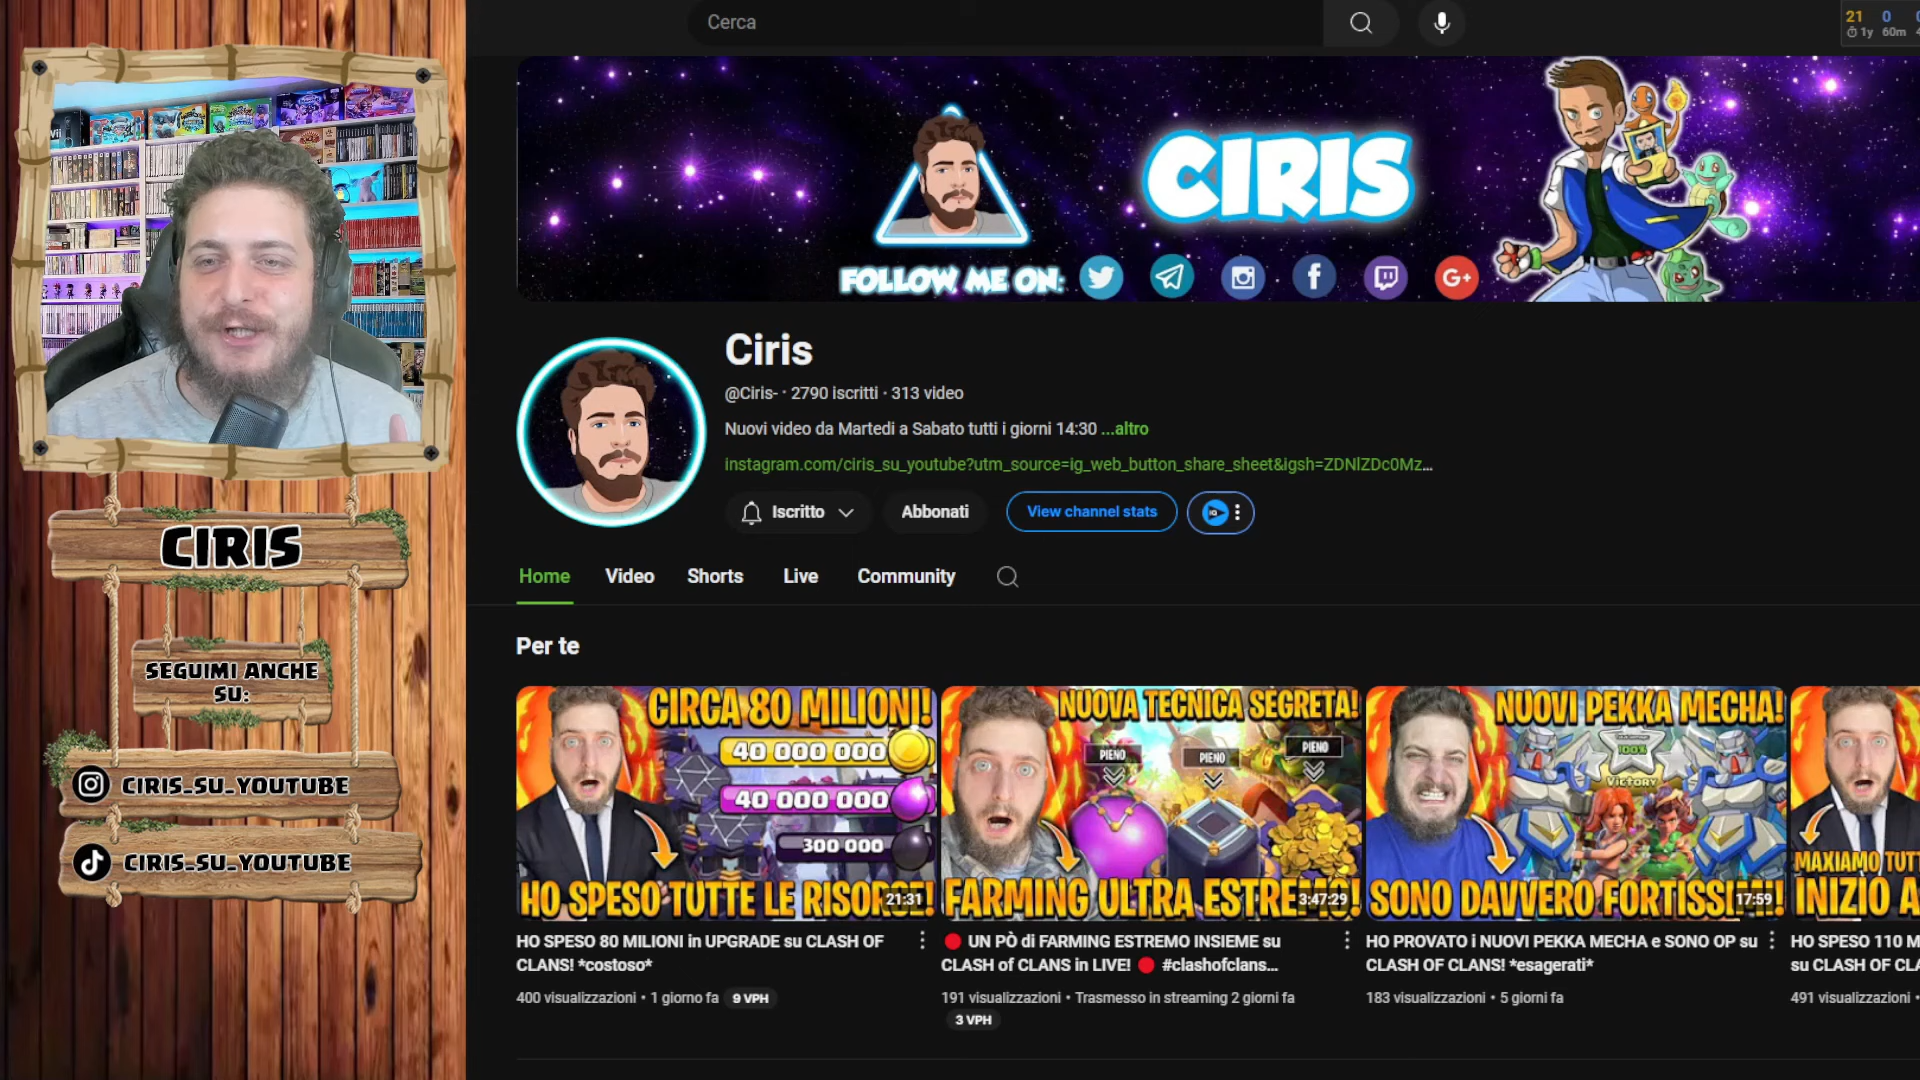 Cerca
21
0
1y
60m
CIRIS
FOLLOW ME ON:
G+
Ciris
@Ciris- · 2790 iscritti · 313 video
Nuovi video da Martedi a Sabato tutti i giorni 14:30 ...altro
instagram.com/ciris_su_youtube?utm_source=ig_web_button_share_sheet&igsh=ZDNlZDc0Mz...
Iscritto
Abbonati
View channel stats
Home
Video
Shorts
Live
Community
Per te
CIRCA 80 MILIONI!
40 000 000
40 000 000
300 000
HO SPESO TUTTE LE RISORSE!
21:31
HO SPESO 80 MILIONI in UPGRADE su CLASH OF
CLANS! *costoso*
400 visualizzazioni • 1 giorno fa
9 VPH
NUOVA TECNICA SEGRETA!
PIENO
PIENO
PIENO
FARMING ULTRA ESTREMO!
3:47:29
UN PÒ di FARMING ESTREMO INSIEME su
CLASH of CLANS in LIVE! #clashofclans...
191 visualizzazioni • Trasmesso in streaming 2 giorni fa
3 VPH
NUOVI PEKKA MECHA!
100%
VICTORY
SONO DAVVERO FORTISSIMI!
17:59
HO PROVATO i NUOVI PEKKA MECHA e SONO OP su
CLASH OF CLANS! *esagerati*
183 visualizzazioni • 5 giorni fa
MAXIAMO TUTT
INIZIO A
HO SPESO 110 M
su CLASH OF CLA
491 visualizzazioni •
CIRIS
SEGUIMI ANCHE
SU:
CIRIS_SU_YOUTUBE
CIRIS_SU_YOUTUBE